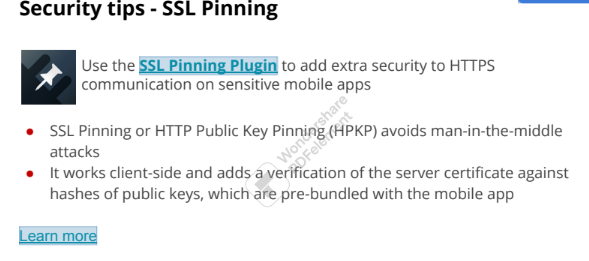 Security tips - SSL Pinning
Use the SSL Pinning Plugin to add extra security to HTTPS
communication on sensitive mobile apps
SSL Pinning or HTTP Public Key Pinning (HPKP) avoids man-in-the-middle
attacks
It works client-side and adds a verification of the server certificate against
hashes of public keys, which are pre-bundled with the mobile app
Wondershare
PDFelement
Learn more